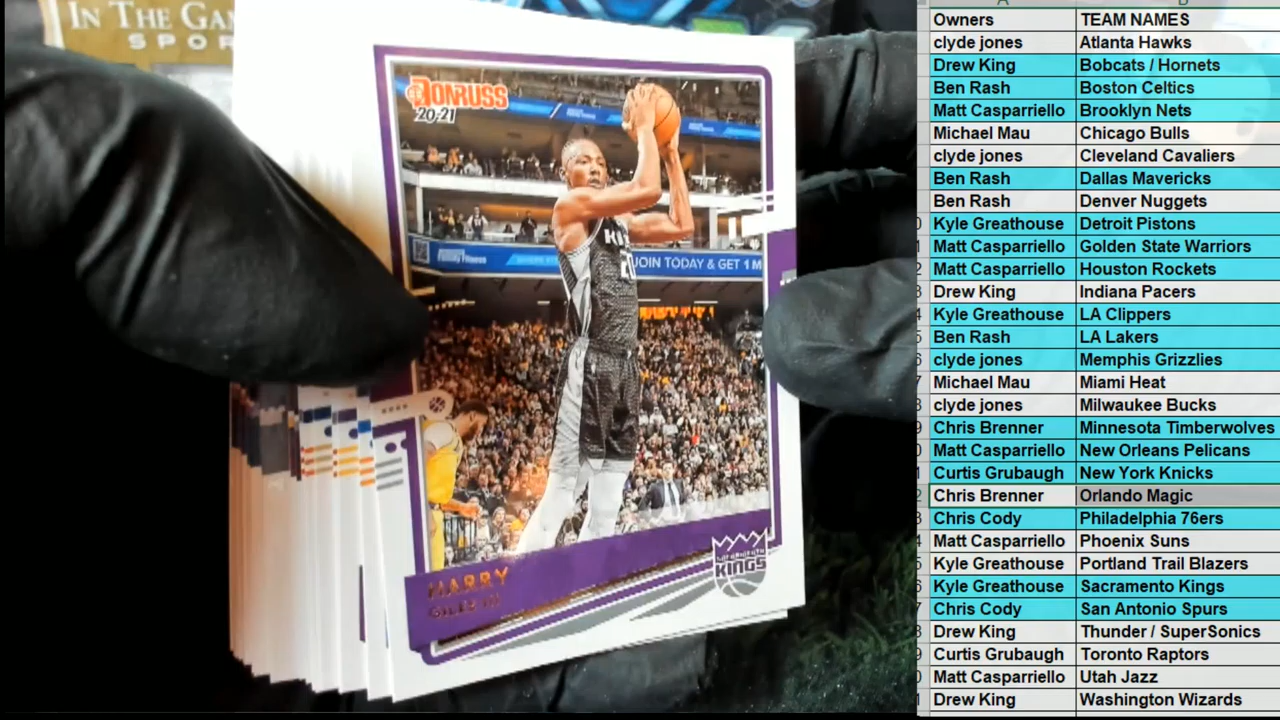 IN THE GA
SPOR
DONRUSS
20-21
JOIN TODAY & GET 1 M
HARRY
GILES III
SACRAMENTO
KINGS
Owners TEAM NAMES
clyde jones Atlanta Hawks
Drew King Bobcats / Hornets
Ben Rash Boston Celtics
Matt Casparriello Brooklyn Nets
Michael Mau Chicago Bulls
clyde jones Cleveland Cavaliers
Ben Rash Dallas Mavericks
Ben Rash Denver Nuggets
Kyle Greathouse Detroit Pistons
Matt Casparriello Golden State Warriors
Matt Casparriello Houston Rockets
Drew King Indiana Pacers
Kyle Greathouse LA Clippers
Ben Rash LA Lakers
clyde jones Memphis Grizzlies
Michael Mau Miami Heat
clyde jones Milwaukee Bucks
Chris Brenner Minnesota Timberwolves
Matt Casparriello New Orleans Pelicans
Curtis Grubaugh New York Knicks
Chris Brenner Orlando Magic
Chris Cody Philadelphia 76ers
Matt Casparriello Phoenix Suns
Kyle Greathouse Portland Trail Blazers
Kyle Greathouse Sacramento Kings
Chris Cody San Antonio Spurs
Drew King Thunder / SuperSonics
Curtis Grubaugh Toronto Raptors
Matt Casparriello Utah Jazz
Drew King Washington Wizards